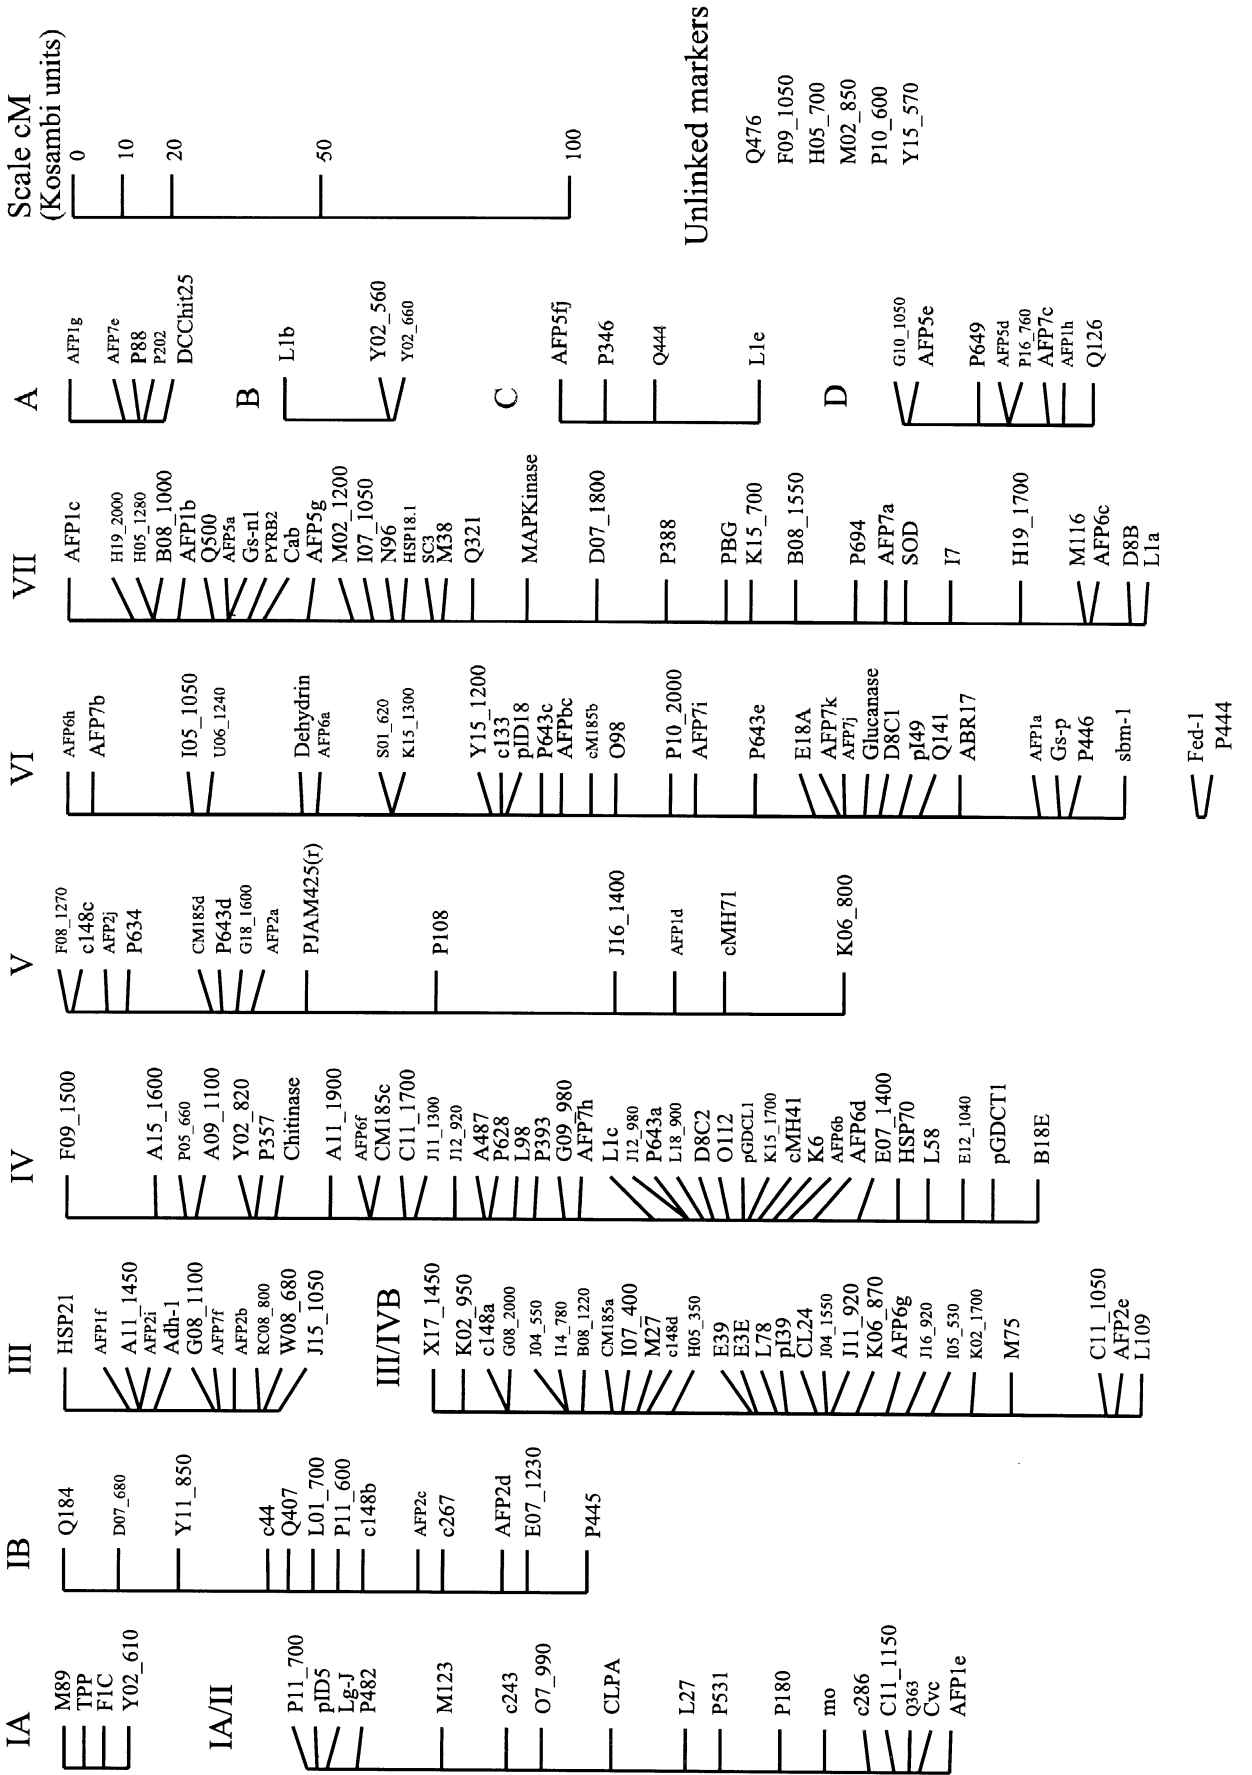 IA
M89
TPP
F1C
Y02_610
IA/II
P11_700
pID5
Lg-J
P482
M123
c243
O7_990
CLPA
L27
P531
P180
mo
c286
C11_1150
Q363
Cvc
AFP1e
IB
Q184
D07_680
Y11_850
c44
Q407
L01_700
P11_600
c148b
AFP2c
c267
AFP2d
E07_1230
P445
III
HSP21
AFP1f
A11_1450
AFP2i
Adh-1
G08_1100
AFP7f
AFP2b
RC08_800
W08_680
J15_1050
III/IVB
X17_1450
K02_950
c148a
G08_2000
J04_550
I14_780
B08_1220
CM185a
I07_400
M27
c148d
H05_350
E39
E3E
L78
pI39
CL24
J04_1550
J11_920
K06_870
AFP6g
J16_920
I05_530
K02_1700
M75
C11_1050
AFP2e
L109
IV
F09_1500
A15_1600
P05_660
A09_1100
Y02_820
P357
Chitinase
A11_1900
AFP6f
CM185c
C11_1700
J11_1300
J12_920
A487
P628
L98
P393
G09_980
AFP7h
L1c
J12_980
P643a
L18_900
D8C2
O112
pGDCL1
K15_1700
cMH41
K6
AFP6b
AFP6d
E07_1400
HSP70
L58
E12_1040
pGDCT1
B18E
V
F08_1270
c148c
AFP2j
P634
CM185d
P643d
G18_1600
AFP2a
PJAM425(r)
P108
J16_1400
AFP1d
cMH71
K06_800
VI
AFP6h
AFP7b
I05_1050
U06_1240
Dehydrin
AFP6a
S01_620
K15_1300
Y15_1200
c133
pID18
P643c
AFPbc
cM185b
O98
P10_2000
AFP7i
P643e
E18A
AFP7k
AFP7j
Glucanase
D8C1
pI49
Q141
ABR17
AFP1a
Gs-p
P446
sbm-1
Fed-1
P444
VII
AFP1c
H19_2000
H05_1280
B08_1000
AFP1b
Q500
AFP5a
Gs-n1
PYRB2
Cab
AFP5g
M02_1200
I07_1050
N96
HSP18.1
SC3
M38
Q321
MAPKinase
D07_1800
P388
PBG
K15_700
B08_1550
P694
AFP7a
SOD
I7
H19_1700
M116
AFP6c
D8B
L1a
A
AFP1g
AFP7e
P88
P202
DCChit25
B
L1b
Y02_560
Y02_660
C
AFP5fj
P346
Q444
L1e
D
G10_1050
AFP5e
P649
AFP5d
P16_760
AFP7c
AFP1h
Q126
Scale cM
(Kosambi units)
0
10
20
50
100
Unlinked markers
Q476
F09_1050
H05_700
M02_850
P10_600
Y15_570